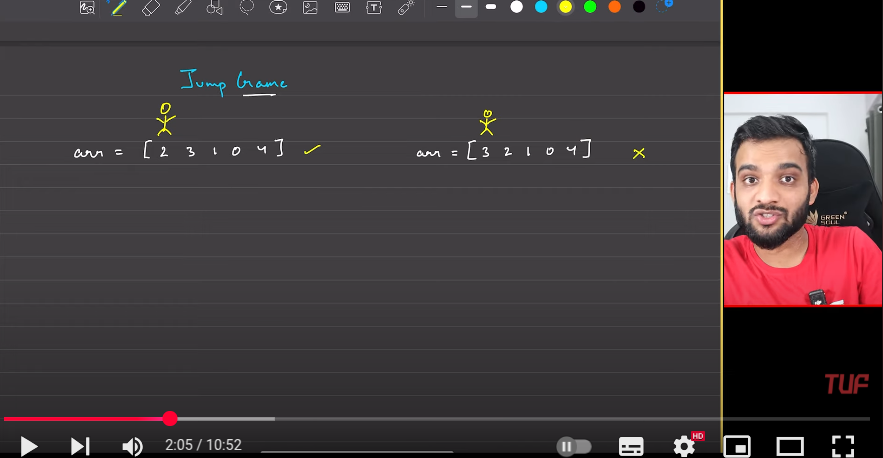 Jump Game
arr = [ 2 3 1 0 4 ] ✓
arr = [ 3 2 1 0 4 ] ×
GREEN
SOUL
TUF
HD
2:05 / 10:52